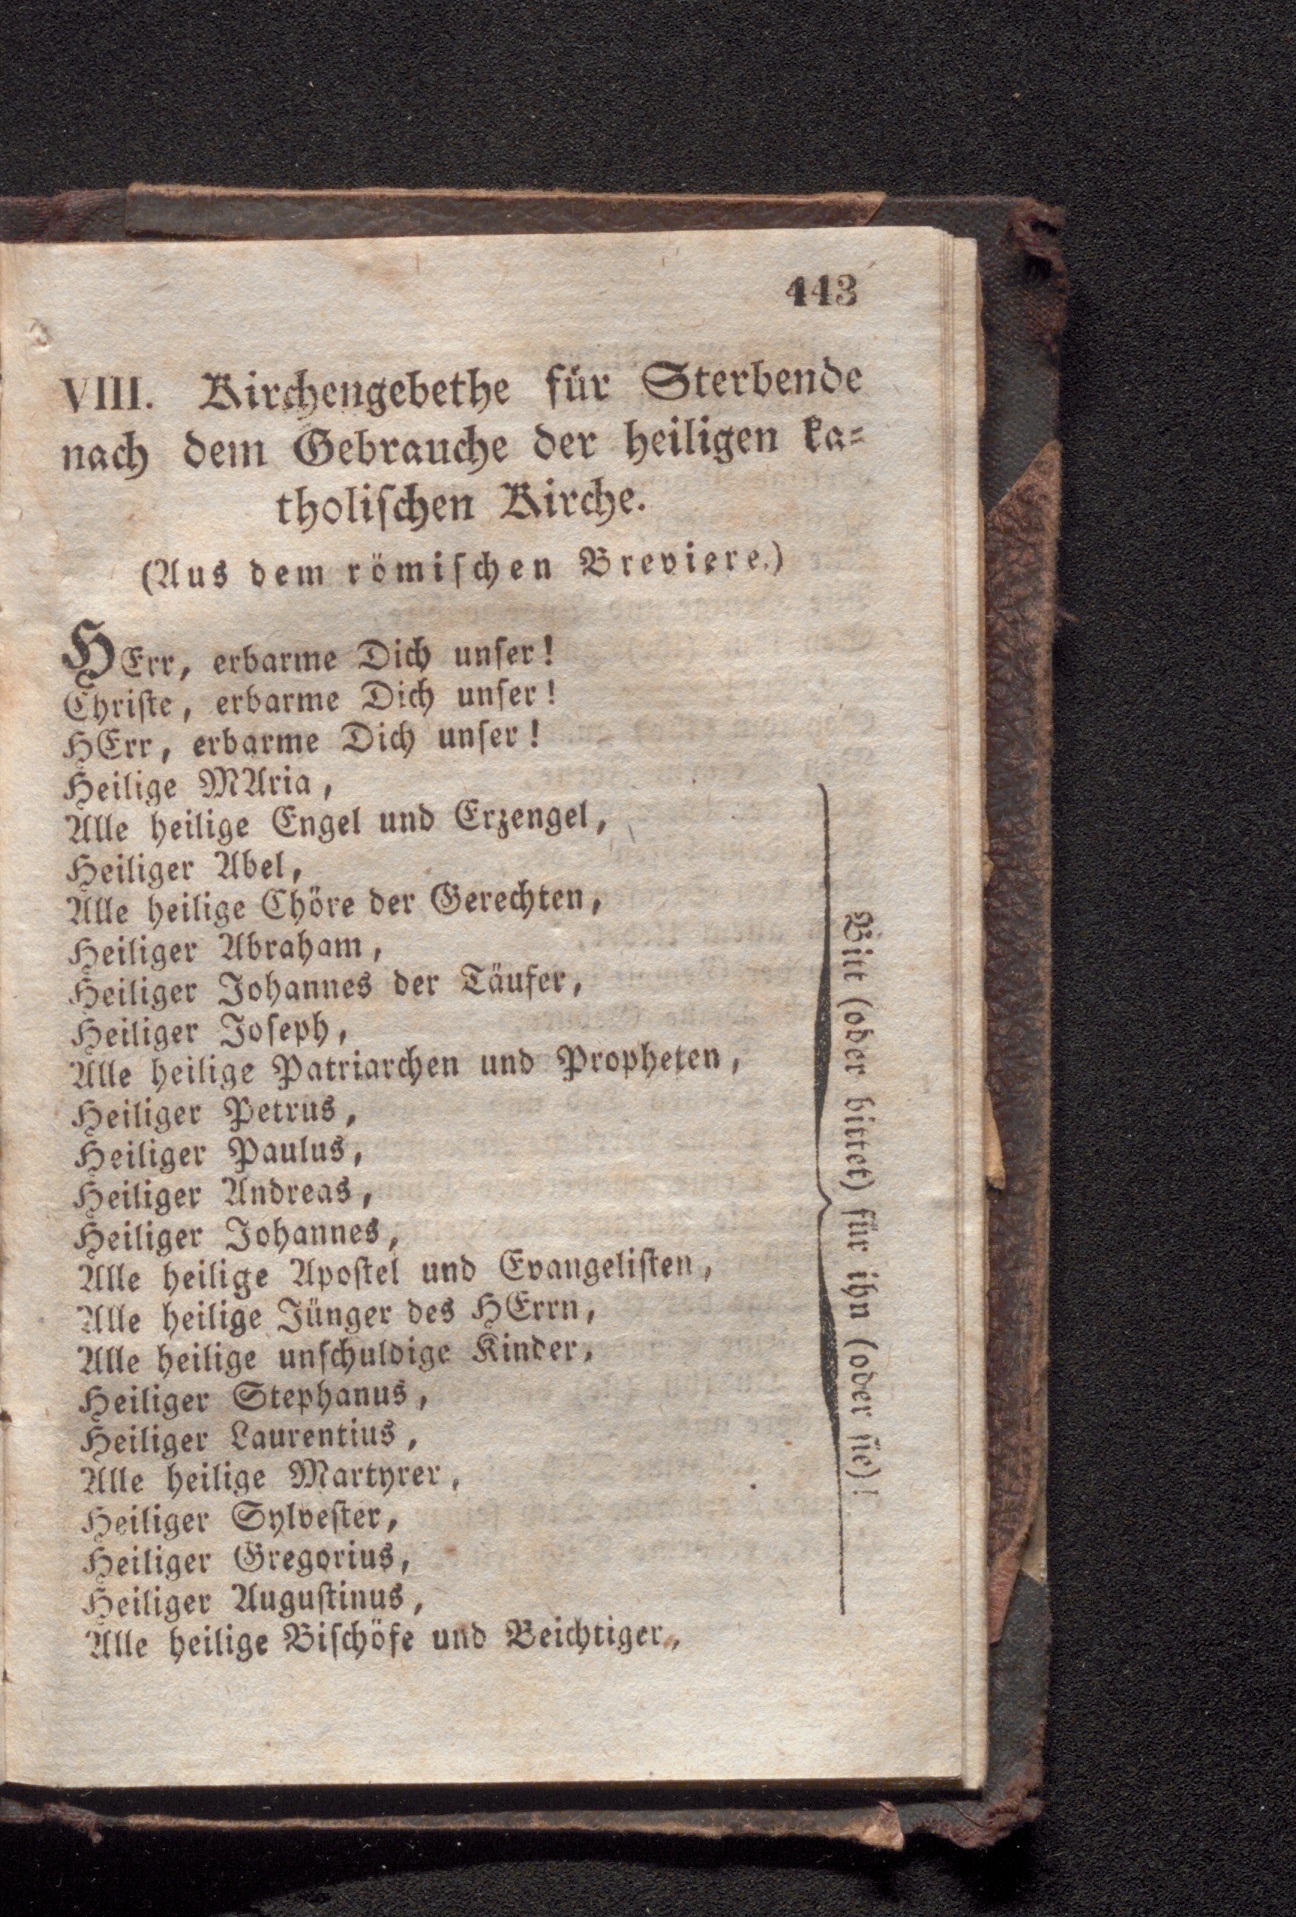 443
VIII. Kirchengebethe für Sterbende
nach dem Gebrauche der heiligen ka-
tholischen Kirche.
(Aus dem römischen Breviere.)
HErr, erbarme Dich unser!
Christe, erbarme Dich unser!
HErr, erbarme Dich unser!
Heilige MAria,
Alle heilige Engel und Erzengel,
Heiliger Abel,
Alle heilige Chöre der Gerechten,
Heiliger Abraham,
Heiliger Johannes der Täufer,
Heiliger Joseph,
Alle heilige Patriarchen und Propheten,
Heiliger Petrus,
Heiliger Paulus,
Heiliger Andreas,
Heiliger Johannes,
Alle heilige Apostel und Evangelisten,
Alle heilige Jünger des HErrn,
Alle heilige unschuldige Kinder,
Heiliger Stephanus,
Heiliger Laurentius,
Alle heilige Martyrer,
Heiliger Sylvester,
Heiliger Gregorius,
Heiliger Augustinus,
Alle heilige Bischöfe und Beichtiger,
Bitt (oder bittet) für ihn (oder sie)!